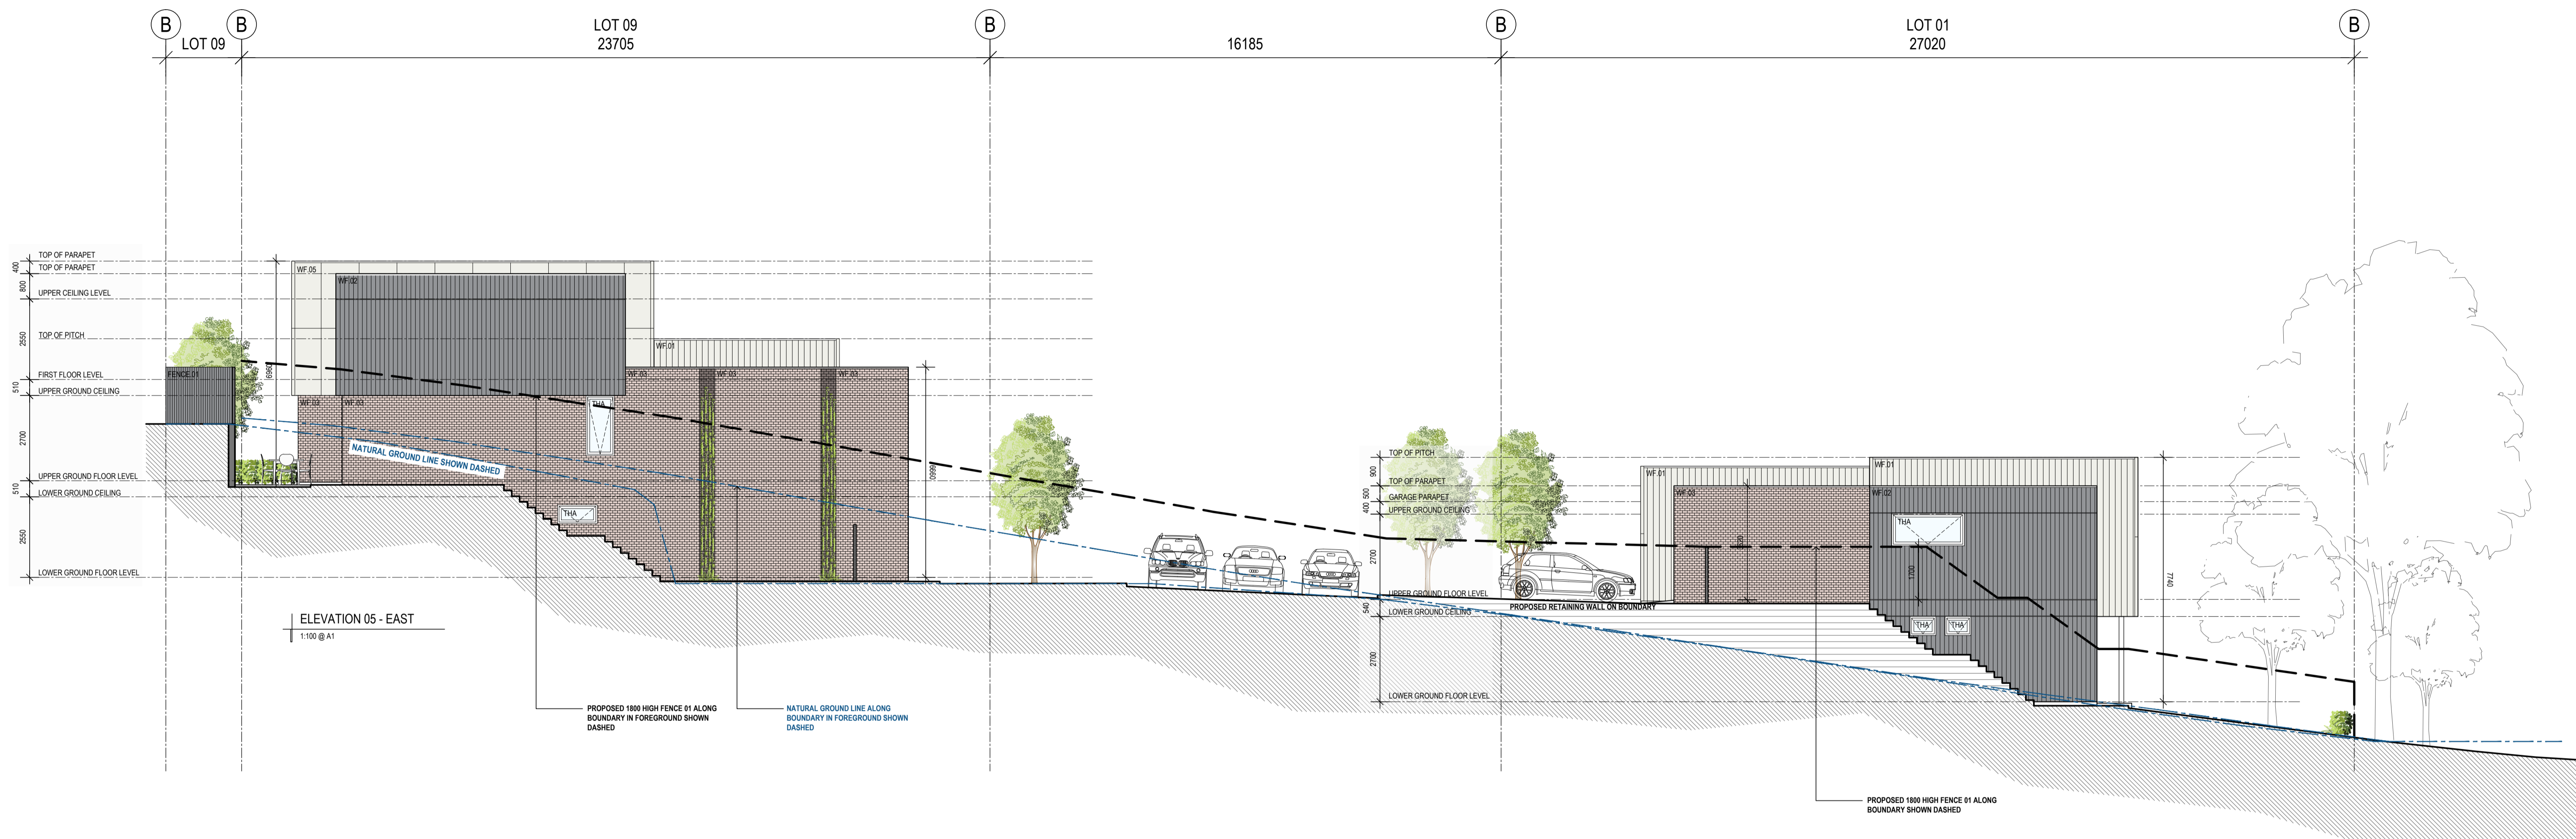 B
B
B
B
B
LOT 09
LOT 09
23705
16185
LOT 01
27020
TOP OF PARAPET
400
TOP OF PARAPET
800
UPPER CEILING LEVEL
2550
TOP OF PITCH
FIRST FLOOR LEVEL
510
UPPER GROUND CEILING
2700
UPPER GROUND FLOOR LEVEL
510
LOWER GROUND CEILING
2550
LOWER GROUND FLOOR LEVEL
FENCE.01
WF.05
WF.02
6960
WF.01
WF.03
WF.03
WF.03
WF.03
WF.03
THA
THA
NATURAL GROUND LINE SHOWN DASHED
6660
ELEVATION 05 - EAST
1:100 @ A1
PROPOSED 1800 HIGH FENCE 01 ALONG
BOUNDARY IN FOREGROUND SHOWN
DASHED
NATURAL GROUND LINE ALONG
BOUNDARY IN FOREGROUND SHOWN
DASHED
TOP OF PITCH
900
TOP OF PARAPET
500
GARAGE PARAPET
400
UPPER GROUND CEILING
2700
UPPER GROUND FLOOR LEVEL
540
LOWER GROUND CEILING
2700
LOWER GROUND FLOOR LEVEL
PROPOSED RETAINING WALL ON BOUNDARY
WF.01
WF.03
WF.01
WF.02
THA
1700
THA
THA
7740
PROPOSED 1800 HIGH FENCE 01 ALONG
BOUNDARY SHOWN DASHED